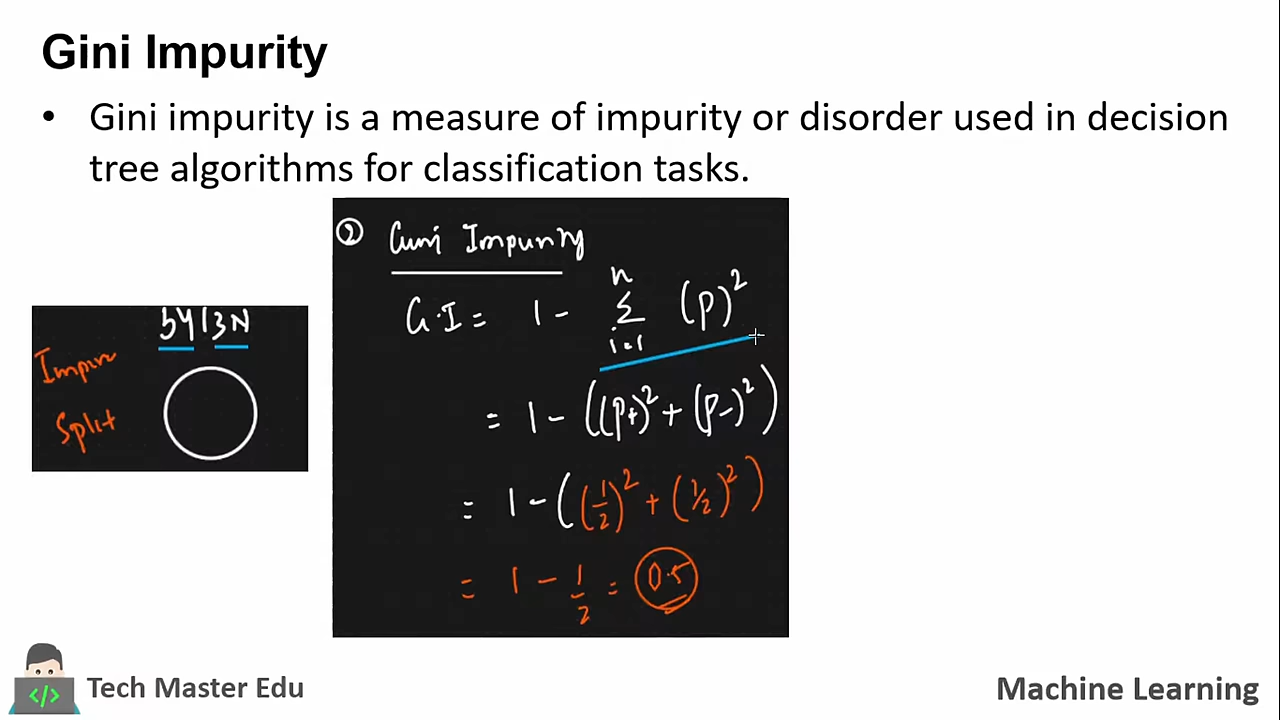 Gini Impurity
• Gini impurity is a measure of impurity or disorder used in decision
tree algorithms for classification tasks.
② Gini Impurity
G.I = 1 - n Σ i=1 (p)²
= 1 - ((p+)² + (p-)²)
= 1 - ((1/2)² + (1/2)²)
= 1 - 1/2 = 0.5
3N
Impure
Split
Tech Master Edu
Machine Learning